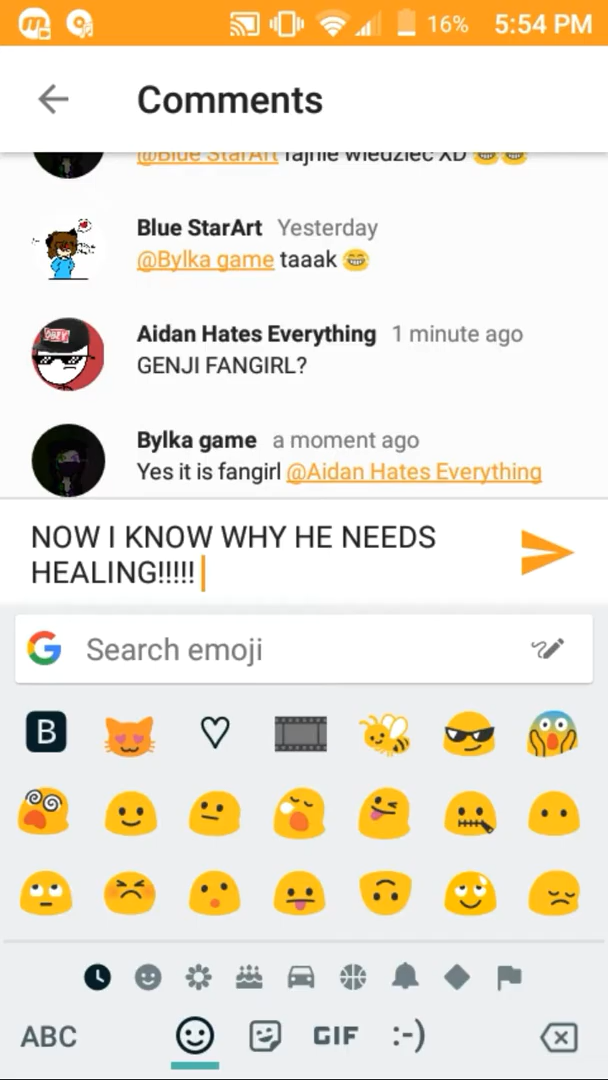 16% 5:54 PM
Comments
@Blue StarArt fajnie wiedzieć XD 😂😂
Blue StarArt Yesterday
@Bylka game taaak 😂
Aidan Hates Everything 1 minute ago
GENJI FANGIRL?
Bylka game a moment ago
Yes it is fangirl @Aidan Hates Everything
NOW I KNOW WHY HE NEEDS
HEALING!!!!!
Search emoji
B
ABC GIF :-)